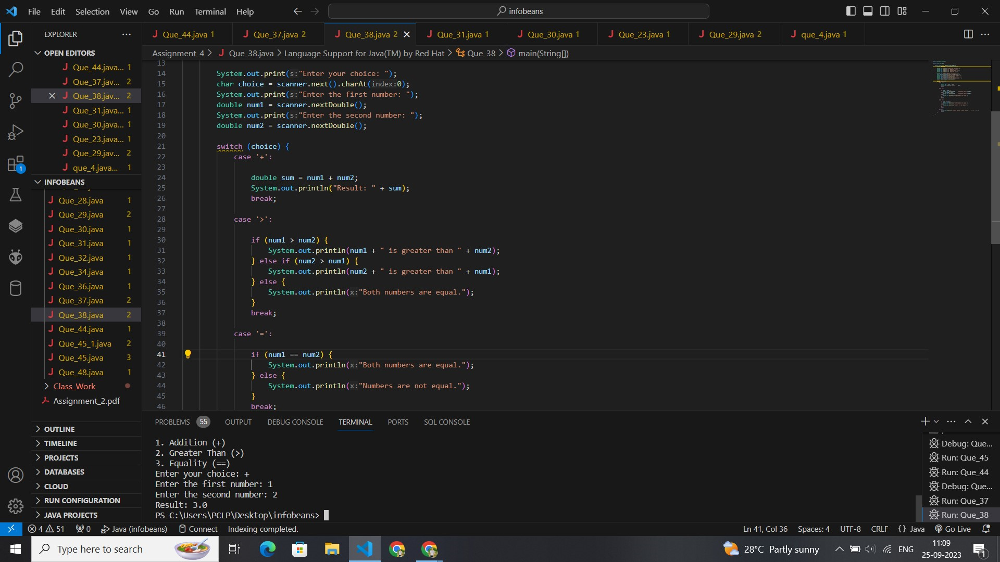 File Edit Selection View Go Run Terminal Help
infobeans
EXPLORER
OPEN EDITORS
Que_44.java... 1
Que_37.jav... 2
Que_38.jav... 2
Que_31.java... 1
Que_30.java... 1
Que_23.java... 1
Que_29.jav... 2
que_4.java... 1
INFOBEANS
Que_28.java 1
Que_29.java 2
Que_30.java 1
Que_31.java 1
Que_32.java 1
Que_34.java 1
Que_36.java 1
Que_37.java 2
Que_38.java 2
Que_44.java 1
Que_45_1.java 2
Que_45.java 3
Que_48.java 1
Class_Work
Assignment_2.pdf
OUTLINE
TIMELINE
PROJECTS
DATABASES
CLOUD
RUN CONFIGURATION
JAVA PROJECTS
1
Que_44.java 1 Que_37.java 2 Que_38.java 2 Que_31.java 1 Que_30.java 1 Que_23.java 1 Que_29.java 2 que_4.java 1
Assignment_4 > Que_38.java > Language Support for Java(TM) by Red Hat > Que_38 > main(String[])
13
14 System.out.print(s:"Enter your choice: ");
15 char choice = scanner.next().charAt(index:0);
16 System.out.print(s:"Enter the first number: ");
17 double num1 = scanner.nextDouble();
18 System.out.print(s:"Enter the second number: ");
19 double num2 = scanner.nextDouble();
20
21 switch (choice) {
22 case '+':
23
24 double sum = num1 + num2;
25 System.out.println("Result: " + sum);
26 break;
27
28 case '>':
29
30 if (num1 > num2) {
31 System.out.println(num1 + " is greater than " + num2);
32 } else if (num2 > num1) {
33 System.out.println(num2 + " is greater than " + num1);
34 } else {
35 System.out.println(x:"Both numbers are equal.");
36 }
37 break;
38
39 case '=':
40
41 if (num1 == num2) {
42 System.out.println(x:"Both numbers are equal.");
43 } else {
44 System.out.println(x:"Numbers are not equal.");
45 }
46 break;
PROBLEMS 55 OUTPUT DEBUG CONSOLE TERMINAL PORTS SQL CONSOLE
1. Addition (+)
2. Greater Than (>)
3. Equality (==)
Enter your choice: +
Enter the first number: 1
Enter the second number: 2
Result: 3.0
PS C:\Users\PCLP\Desktop\infobeans>
Debug: Que...
Run: Que_45
Run: Que_44
Debug: Que...
Run: Que_37
Run: Que_38
4 51 0 Java (infobeans) Connect Indexing completed.
Ln 41, Col 36 Spaces: 4 UTF-8 CRLF {} Java Go Live
Type here to search
28°C Partly sunny
ENG
11:09
25-09-2023
1